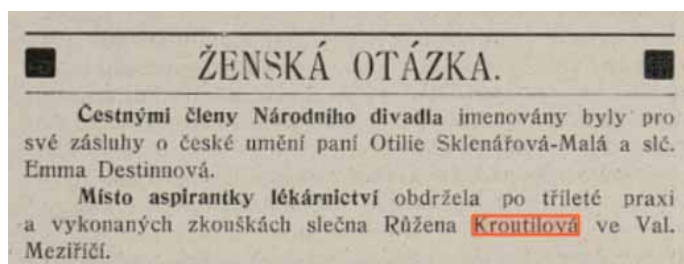 ŽENSKÁ OTÁZKA.
Čestnými členy Národního divadla jmenovány byly pro
své zásluhy o české umění paní Otilie Sklenářová-Malá a slč.
Emma Destinnová.
Místo aspirantky lékárnictví obdržela po tříleté praxi
a vykonaných zkouškách slečna Růžena Kroutilová ve Val.
Meziříčí.